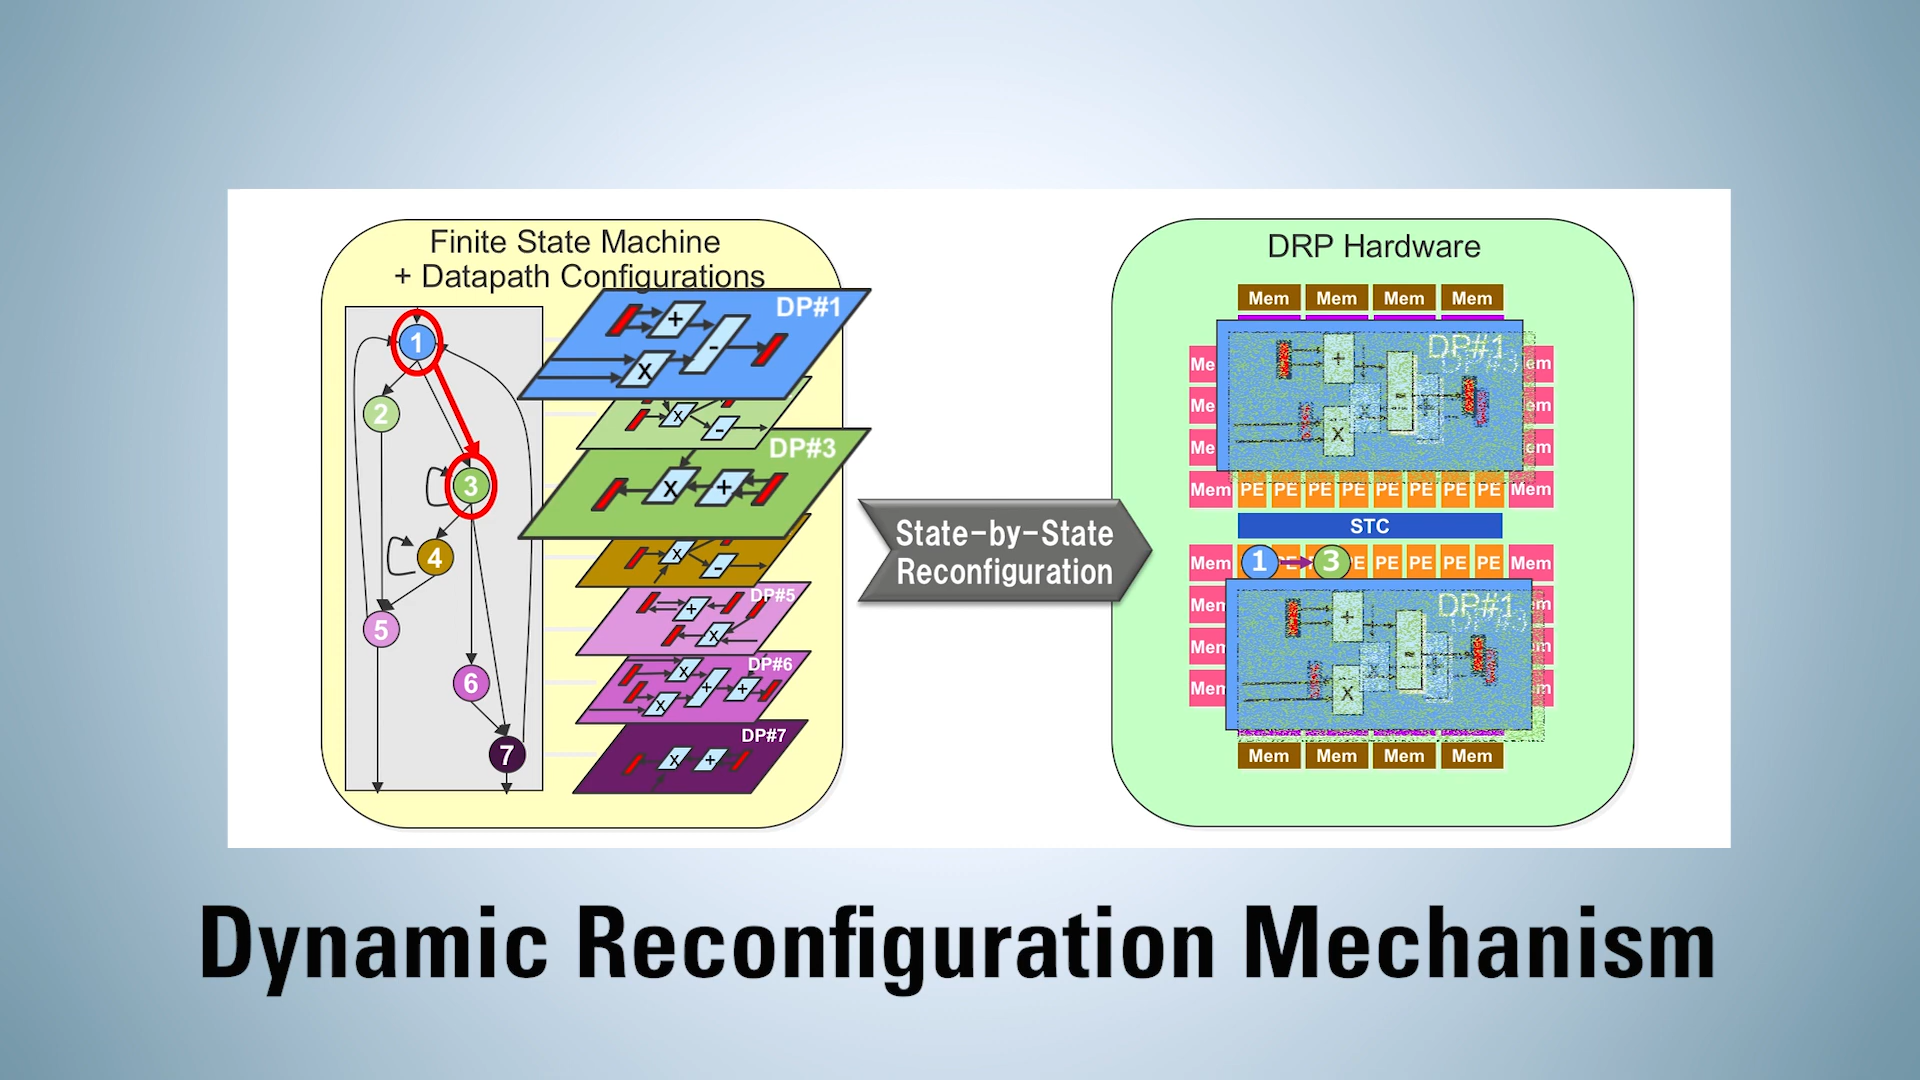 Finite State Machine
+ Datapath Configurations
1
2
3
4
5
6
7
DP#1
+
-
X
X
-
DP#3
X
+
X
-
DP#5
+
X
DP#6
X
+
+
X
DP#7
X
+
State-by-State
Reconfiguration
DRP Hardware
Mem Mem Mem Mem
DP#1
+
-
X
Mem PE PE PE PE PE PE PE PE Mem
STC
Mem 1 3 PE PE PE PE Mem
DP#1
+
X
Mem Mem Mem Mem
Dynamic Reconfiguration Mechanism